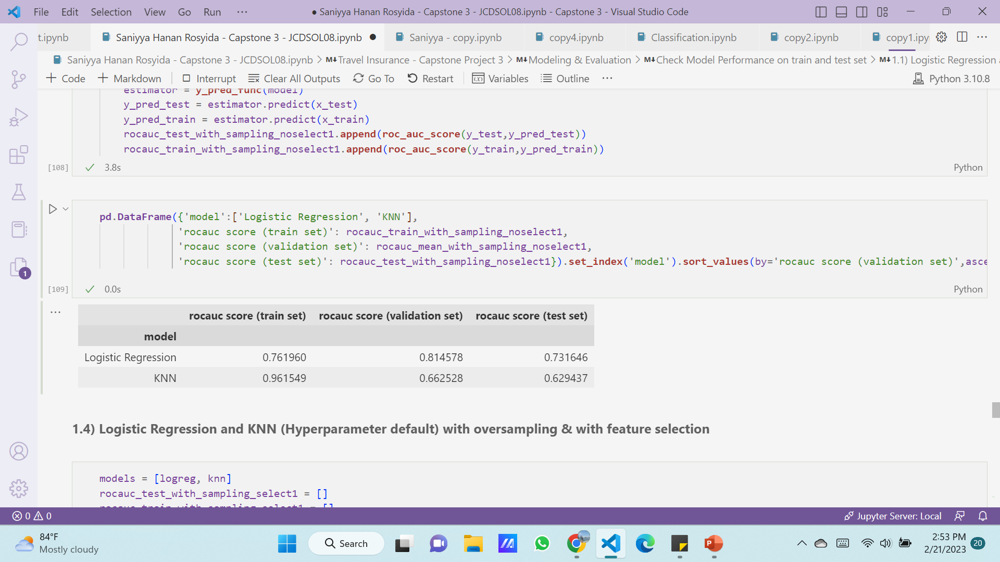 File Edit Selection View Go Run ···
● Saniyya Hanan Rosyida - Capstone 3 - JCDSOL08.ipynb - Capstone 3 - Visual Studio Code
t.ipynb
Saniyya Hanan Rosyida - Capstone 3 - JCDSOL08.ipynb ●
Saniyya - copy.ipynb
copy4.ipynb
Classification.ipynb
copy2.ipynb
copy1.ipy
Saniyya Hanan Rosyida - Capstone 3 - JCDSOL08.ipynb > M↓Travel Insurance - Capstone Project 3 > M↓Modeling & Evaluation > M↓Check Model Performance on train and test set > M↓1.1) Logistic Regression
+ Code + Markdown Interrupt Clear All Outputs Go To Restart Variables Outline ··· Python 3.10.8
estimator = y_pred_func(model)
y_pred_test = estimator.predict(x_test)
y_pred_train = estimator.predict(x_train)
rocauc_test_with_sampling_noselect1.append(roc_auc_score(y_test,y_pred_test))
rocauc_train_with_sampling_noselect1.append(roc_auc_score(y_train,y_pred_train))
[108] ✓ 3.8s Python
pd.DataFrame({'model':['Logistic Regression', 'KNN'],
'rocauc score (train set)': rocauc_train_with_sampling_noselect1,
'rocauc score (validation set)': rocauc_mean_with_sampling_noselect1,
'rocauc score (test set)': rocauc_test_with_sampling_noselect1}).set_index('model').sort_values(by='rocauc score (validation set)',asce
[109] ✓ 0.0s Python
rocauc score (train set) rocauc score (validation set) rocauc score (test set)
model
Logistic Regression 0.761960 0.814578 0.731646
KNN 0.961549 0.662528 0.629437
1.4) Logistic Regression and KNN (Hyperparameter default) with oversampling & with feature selection
models = [logreg, knn]
rocauc_test_with_sampling_select1 = []
rocauc_train_with_sampling_select1 = []
1
0 0
Jupyter Server: Local
84°F
Mostly cloudy
Search
2:53 PM
2/21/2023
20